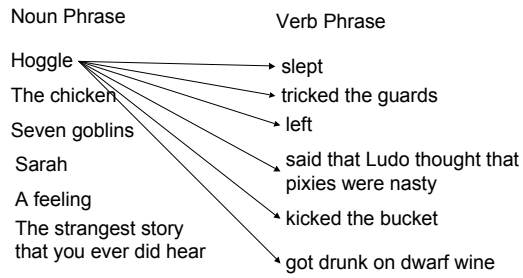 Noun Phrase
Hoggle
The chicken
Seven goblins
Sarah
A feeling
The strangest story
that you ever did hear
Verb Phrase
slept
tricked the guards
left
said that Ludo thought that
pixies were nasty
kicked the bucket
got drunk on dwarf wine